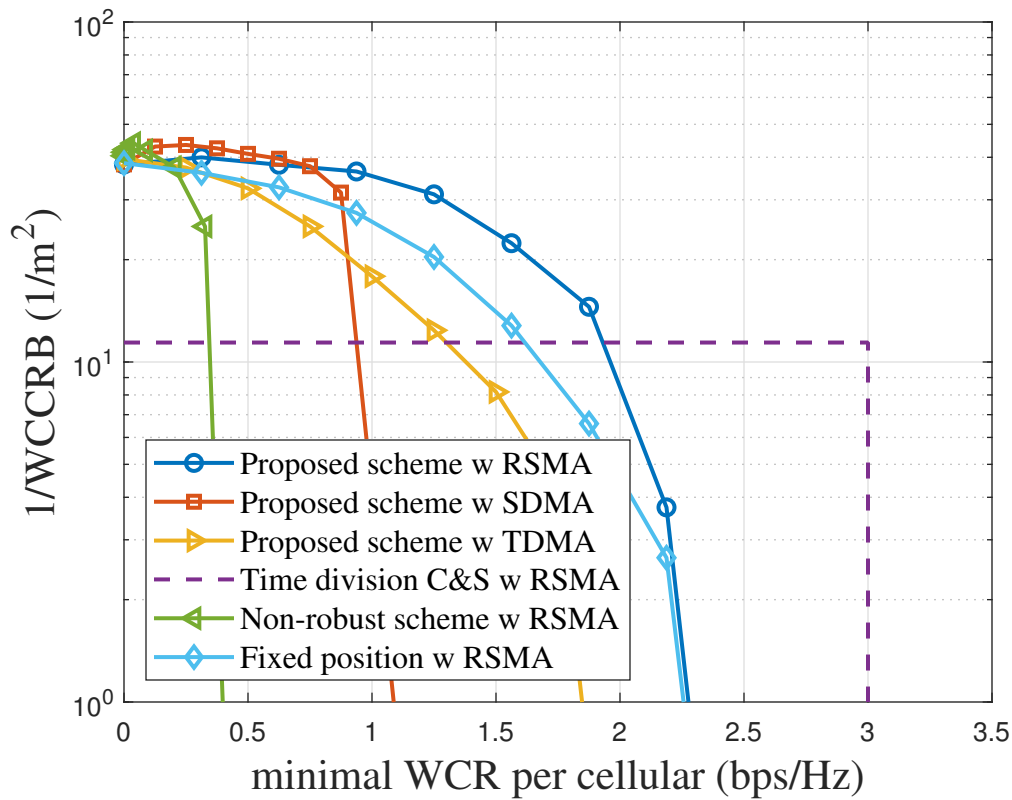 10²
10¹
10⁰
1/WCCRB (1/m²)
Proposed scheme w RSMA
Proposed scheme w SDMA
Proposed scheme w TDMA
Time division C&S w RSMA
Non-robust scheme w RSMA
Fixed position w RSMA
0 0.5 1 1.5 2 2.5 3 3.5
minimal WCR per cellular (bps/Hz)